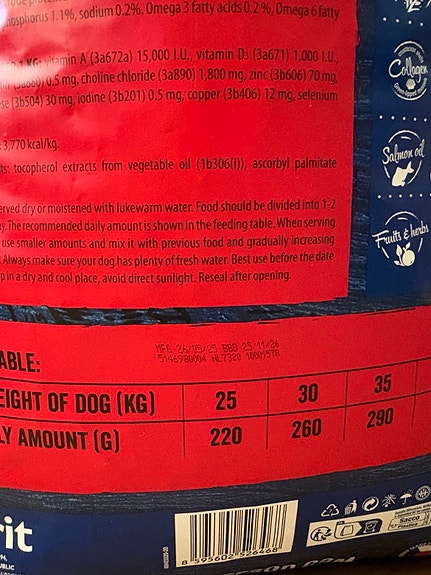 phosphorus 1.1%, sodium 0.2%, Omega 3 fatty acids 0.2%, Omega 6 fatty
1 KG: vitamin A (3a672a) 15,000 I.U., vitamin D₃ (3a671) 1,000 I.U.,
0.5 mg, choline chloride (3a890) 1,800 mg, zinc (3b606) 70 mg,
se (3b504) 30 mg, iodine (3b201) 0.5 mg, copper (3b406) 12 mg, selenium
: 3,770 kcal/kg.
ts: tocopherol extracts from vegetable oil (1b306(i)), ascorbyl palmitate
erved dry or moistened with lukewarm water. Food should be divided into 1-2
y. The recommended daily amount is shown in the feeding table. When serving
use smaller amounts and mix it with previous food and gradually increasing
. Always make sure your dog has plenty of fresh water. Best use before the date
p in a dry and cool place, avoid direct sunlight. Reseal after opening.
Collagen
Salmon oil
Fruits & herbs
MFG 26/05/25 BBD 25/11/26
5146980004 HL7320 10001578
ABLE:
EIGHT OF DOG (KG) 25 30 35
LY AMOUNT (G) 220 260 290
rit
8 595602 526468
Sacco
Plastica